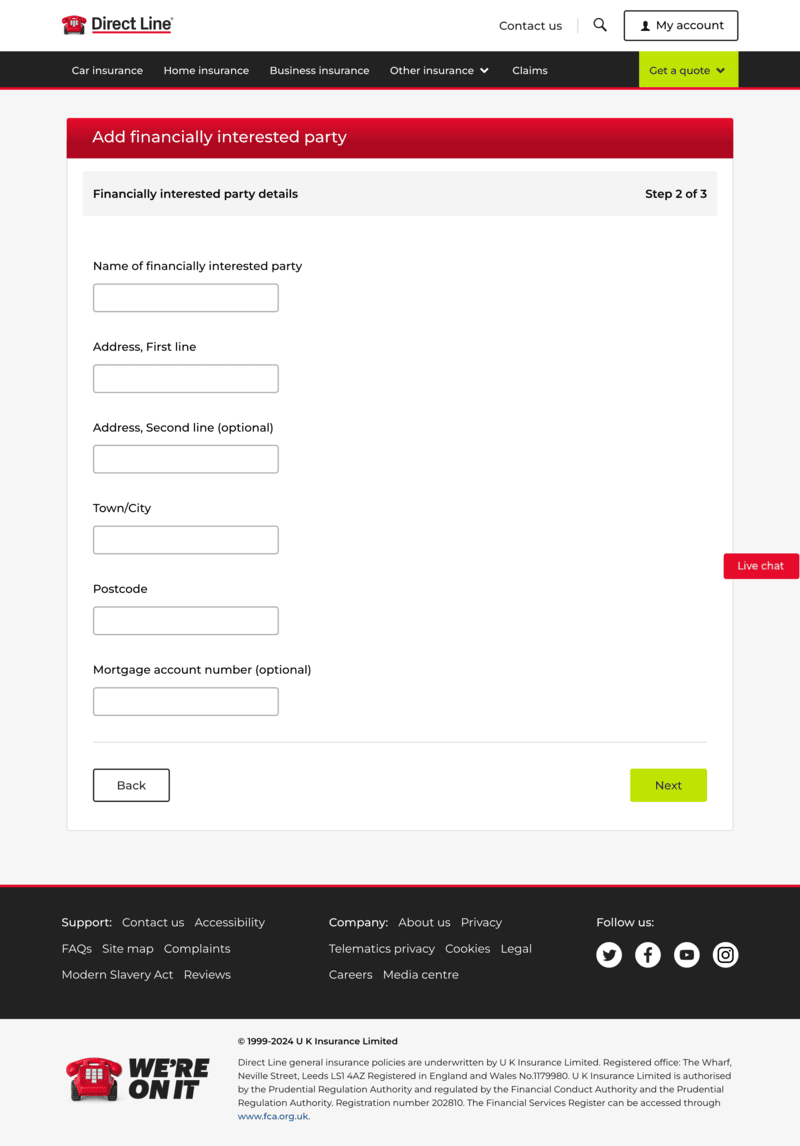 Direct Line®
Contact us
My account
Car insurance
Home insurance
Business insurance
Other insurance
Claims
Get a quote
Add financially interested party
Financially interested party details
Step 2 of 3
Name of financially interested party
Address, First line
Address, Second line (optional)
Town/City
Postcode
Live chat
Mortgage account number (optional)
Back
Next
Support: Contact us Accessibility
FAQs Site map Complaints
Modern Slavery Act Reviews
Company: About us Privacy
Telematics privacy Cookies Legal
Careers Media centre
Follow us:
WE'RE
ON IT
© 1999-2024 U K Insurance Limited
Direct Line general insurance policies are underwritten by U K Insurance Limited. Registered office: The Wharf,
Neville Street, Leeds LS1 4AZ Registered in England and Wales No.1179980. U K Insurance Limited is authorised
by the Prudential Regulation Authority and regulated by the Financial Conduct Authority and the Prudential
Regulation Authority. Registration number 202810. The Financial Services Register can be accessed through
www.fca.org.uk.